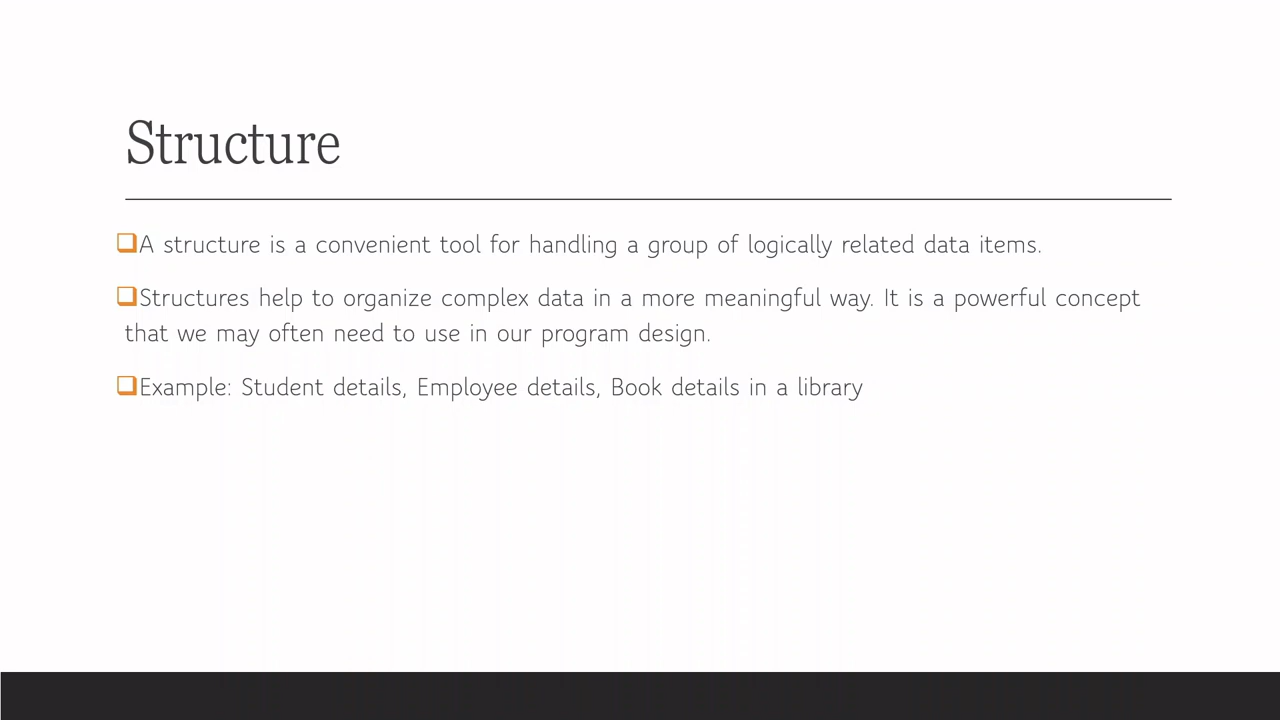 Structure
A structure is a convenient tool for handling a group of logically related data items.
Structures help to organize complex data in a more meaningful way. It is a powerful concept
that we may often need to use in our program design.
Example: Student details, Employee details, Book details in a library